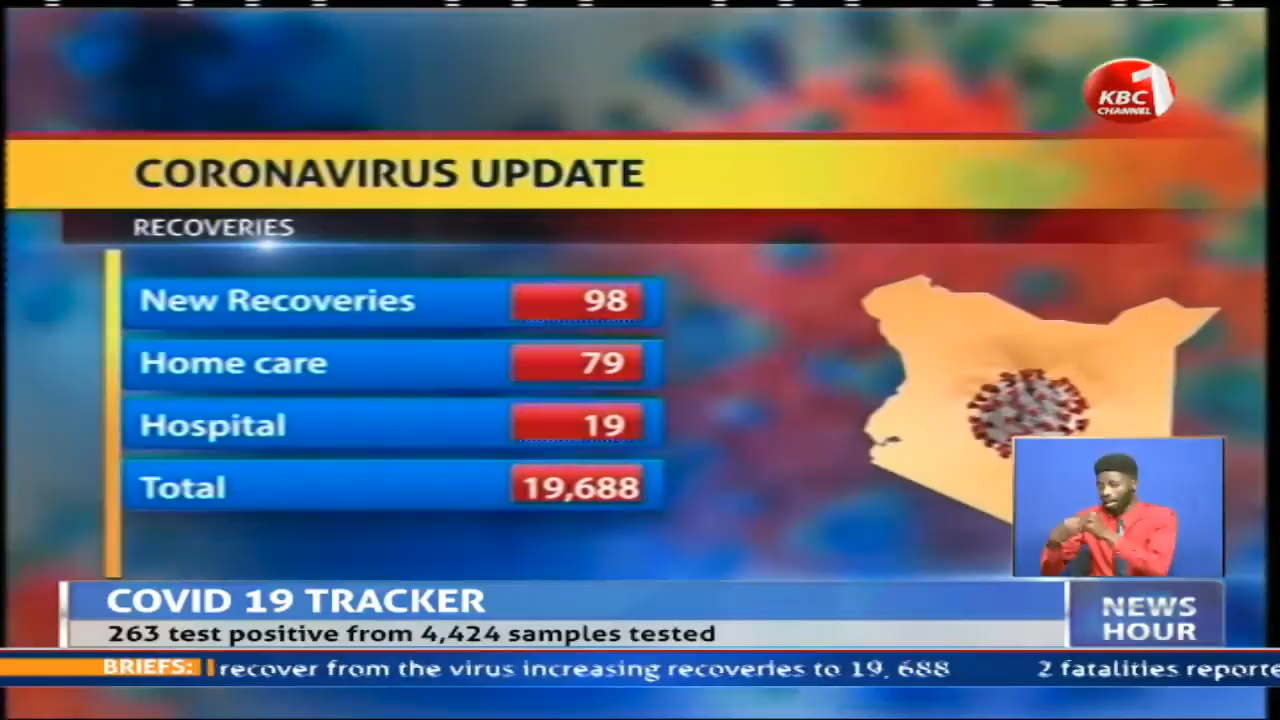 KBC 1
CHANNEL
CORONAVIRUS UPDATE
RECOVERIES
New Recoveries 98
Home care 79
Hospital 19
Total 19,688
COVID 19 TRACKER
263 test positive from 4,424 samples tested
NEWS
HOUR
BRIEFS: recover from the virus increasing recoveries to 19, 688 2 fatalities reporte